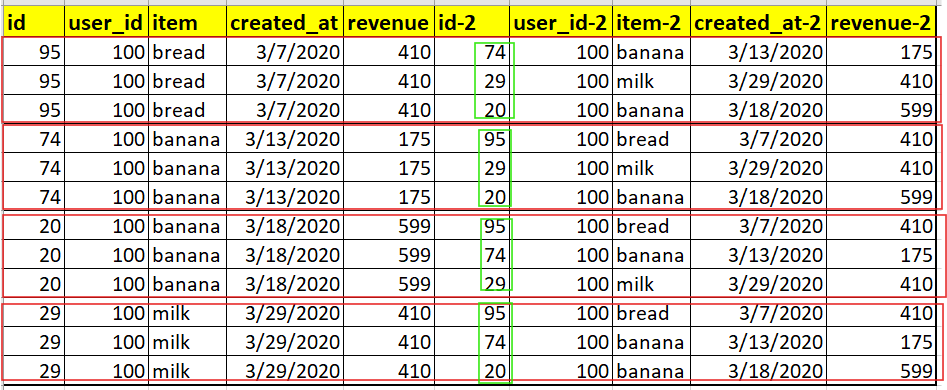 id user_id item created_at revenue id-2 user_id-2 item-2 created_at-2 revenue-2
95 100 bread 3/7/2020 410 74 100 banana 3/13/2020 175
95 100 bread 3/7/2020 410 29 100 milk 3/29/2020 410
95 100 bread 3/7/2020 410 20 100 banana 3/18/2020 599
74 100 banana 3/13/2020 175 95 100 bread 3/7/2020 410
74 100 banana 3/13/2020 175 29 100 milk 3/29/2020 410
74 100 banana 3/13/2020 175 20 100 banana 3/18/2020 599
20 100 banana 3/18/2020 599 95 100 bread 3/7/2020 410
20 100 banana 3/18/2020 599 74 100 banana 3/13/2020 175
20 100 banana 3/18/2020 599 29 100 milk 3/29/2020 410
29 100 milk 3/29/2020 410 95 100 bread 3/7/2020 410
29 100 milk 3/29/2020 410 74 100 banana 3/13/2020 175
29 100 milk 3/29/2020 410 20 100 banana 3/18/2020 599